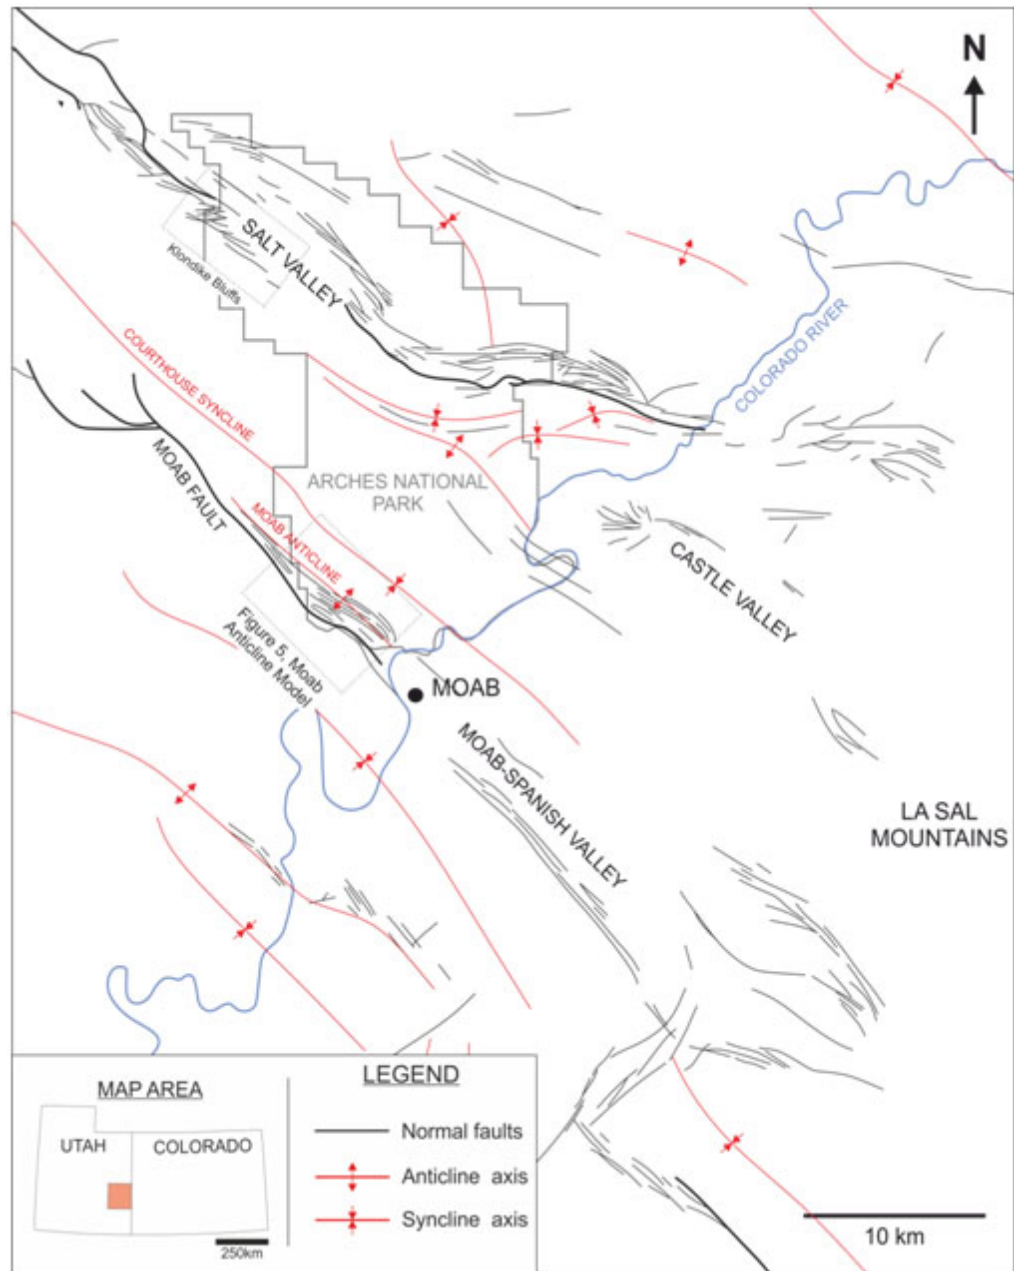 N
SALT VALLEY
Klondike Bluffs
COURTHOUSE SYNCLINE
COLORADO RIVER
MOAB FAULT
ARCHES NATIONAL
PARK
MOAB ANTICLINE
CASTLE VALLEY
Figure 5, Moab
Anticline Model
MOAB
MOAB-SPANISH VALLEY
LA SAL
MOUNTAINS
MAP AREA
UTAH
COLORADO
250km
LEGEND
Normal faults
Anticline axis
Syncline axis
10 km